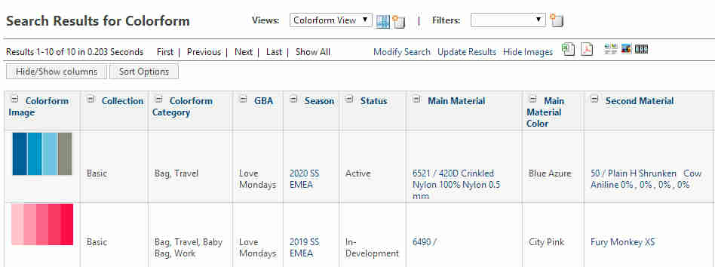 Search Results for Colorform
Views: Colorform View | Filters:
Results 1-10 of 10 in 0.203 Seconds First | Previous | Next | Last | Show All Modify Search Update Results Hide Images
Hide/Show columns Sort Options
Colorform Image Collection Colorform Category GBA Season Status Main Material Main Material Color Second Material
Basic Bag, Travel Love Mondays 2020 SS EMEA Active 6521 / 420D Crinkled Nylon 100% Nylon 0.5 mm Blue Azure 50 / Plain H Shrunken Cow Aniline 0% , 0% , 0% , 0%
Basic Bag, Travel, Baby Bag, Work Love Mondays 2019 SS EMEA In-Development 6490 / City Pink Fury Monkey XS